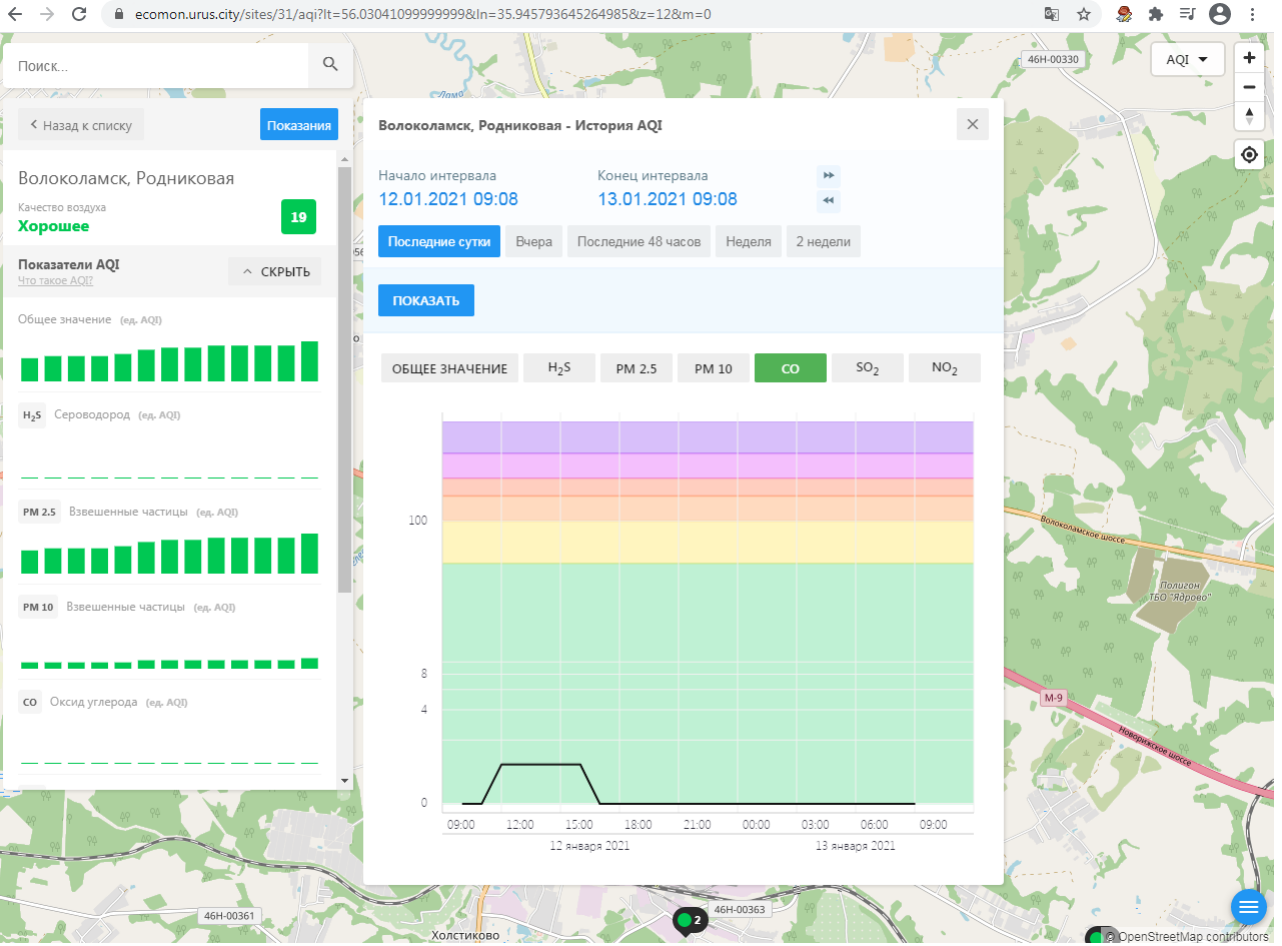 ecomon.urus.city/sites/31/aqi?lt=56.03041099999999&ln=35.945793645264985&z=12&m=0
Поиск...
46Н-00330
AQI
Назад к списку
Показания
Волоколамск, Родниковая - История AQI
Волоколамск, Родниковая
Качество воздуха
Хорошее
19
Начало интервала
Конец интервала
12.01.2021 09:08
13.01.2021 09:08
Последние сутки
Вчера
Последние 48 часов
Неделя
2 недели
Показатели AQI
Что такое AQI?
СКРЫТЬ
ПОКАЗАТЬ
Общее значение (ед. AQI)
ОБЩЕЕ ЗНАЧЕНИЕ
H2S
PM 2.5
PM 10
CO
SO2
NO2
H2S Сероводород (ед. AQI)
PM 2.5 Взвешенные частицы (ед. AQI)
PM 10 Взвешенные частицы (ед. AQI)
CO Оксид углерода (ед. AQI)
100
8
4
0
09:00
12:00
15:00
18:00
21:00
00:00
03:00
06:00
09:00
12 января 2021
13 января 2021
Волоколамское шоссе
Полигон
ТБО "Ядрово"
М-9
Новорижское шоссе
46Н-00361
46Н-00363
2
Холстиково
© OpenStreetMap contributors